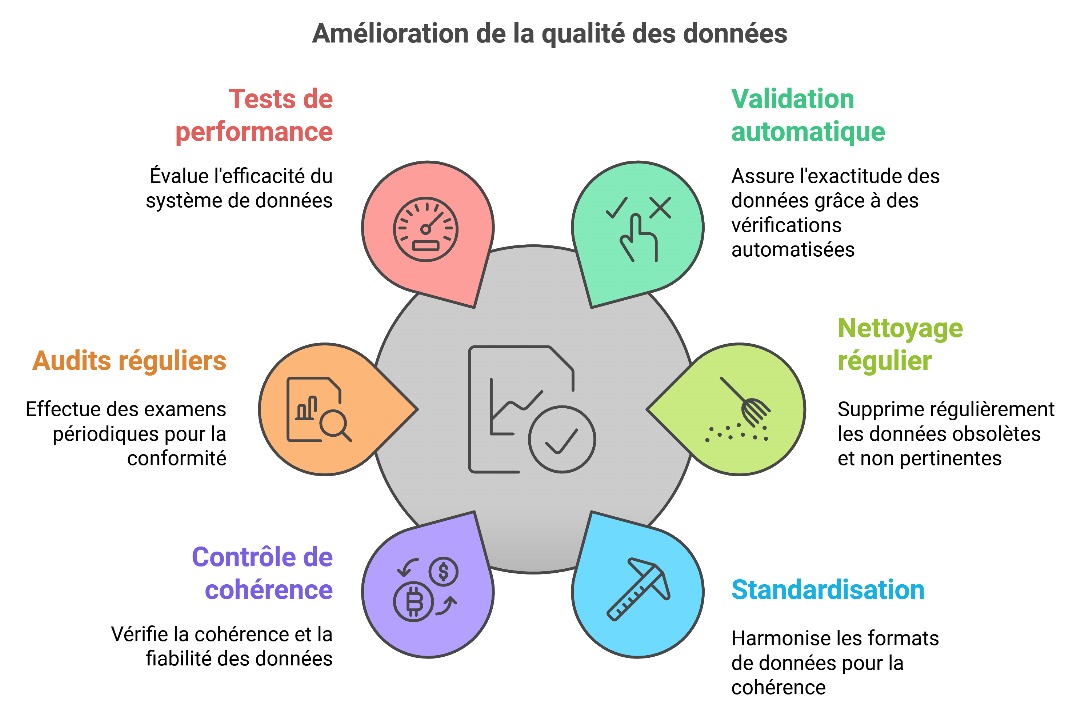 Amélioration de la qualité des données
Tests de
performance
Évalue l'efficacité du
système de données
Validation
automatique
Assure l'exactitude des
données grâce à des
vérifications
automatisées
Audits réguliers
Effectue des examens
périodiques pour la
conformité
Nettoyage
régulier
Supprime régulièrement
les données obsolètes
et non pertinentes
Contrôle de
cohérence
Vérifie la cohérence et la
fiabilité des données
Standardisation
Harmonise les formats
de données pour la
cohérence